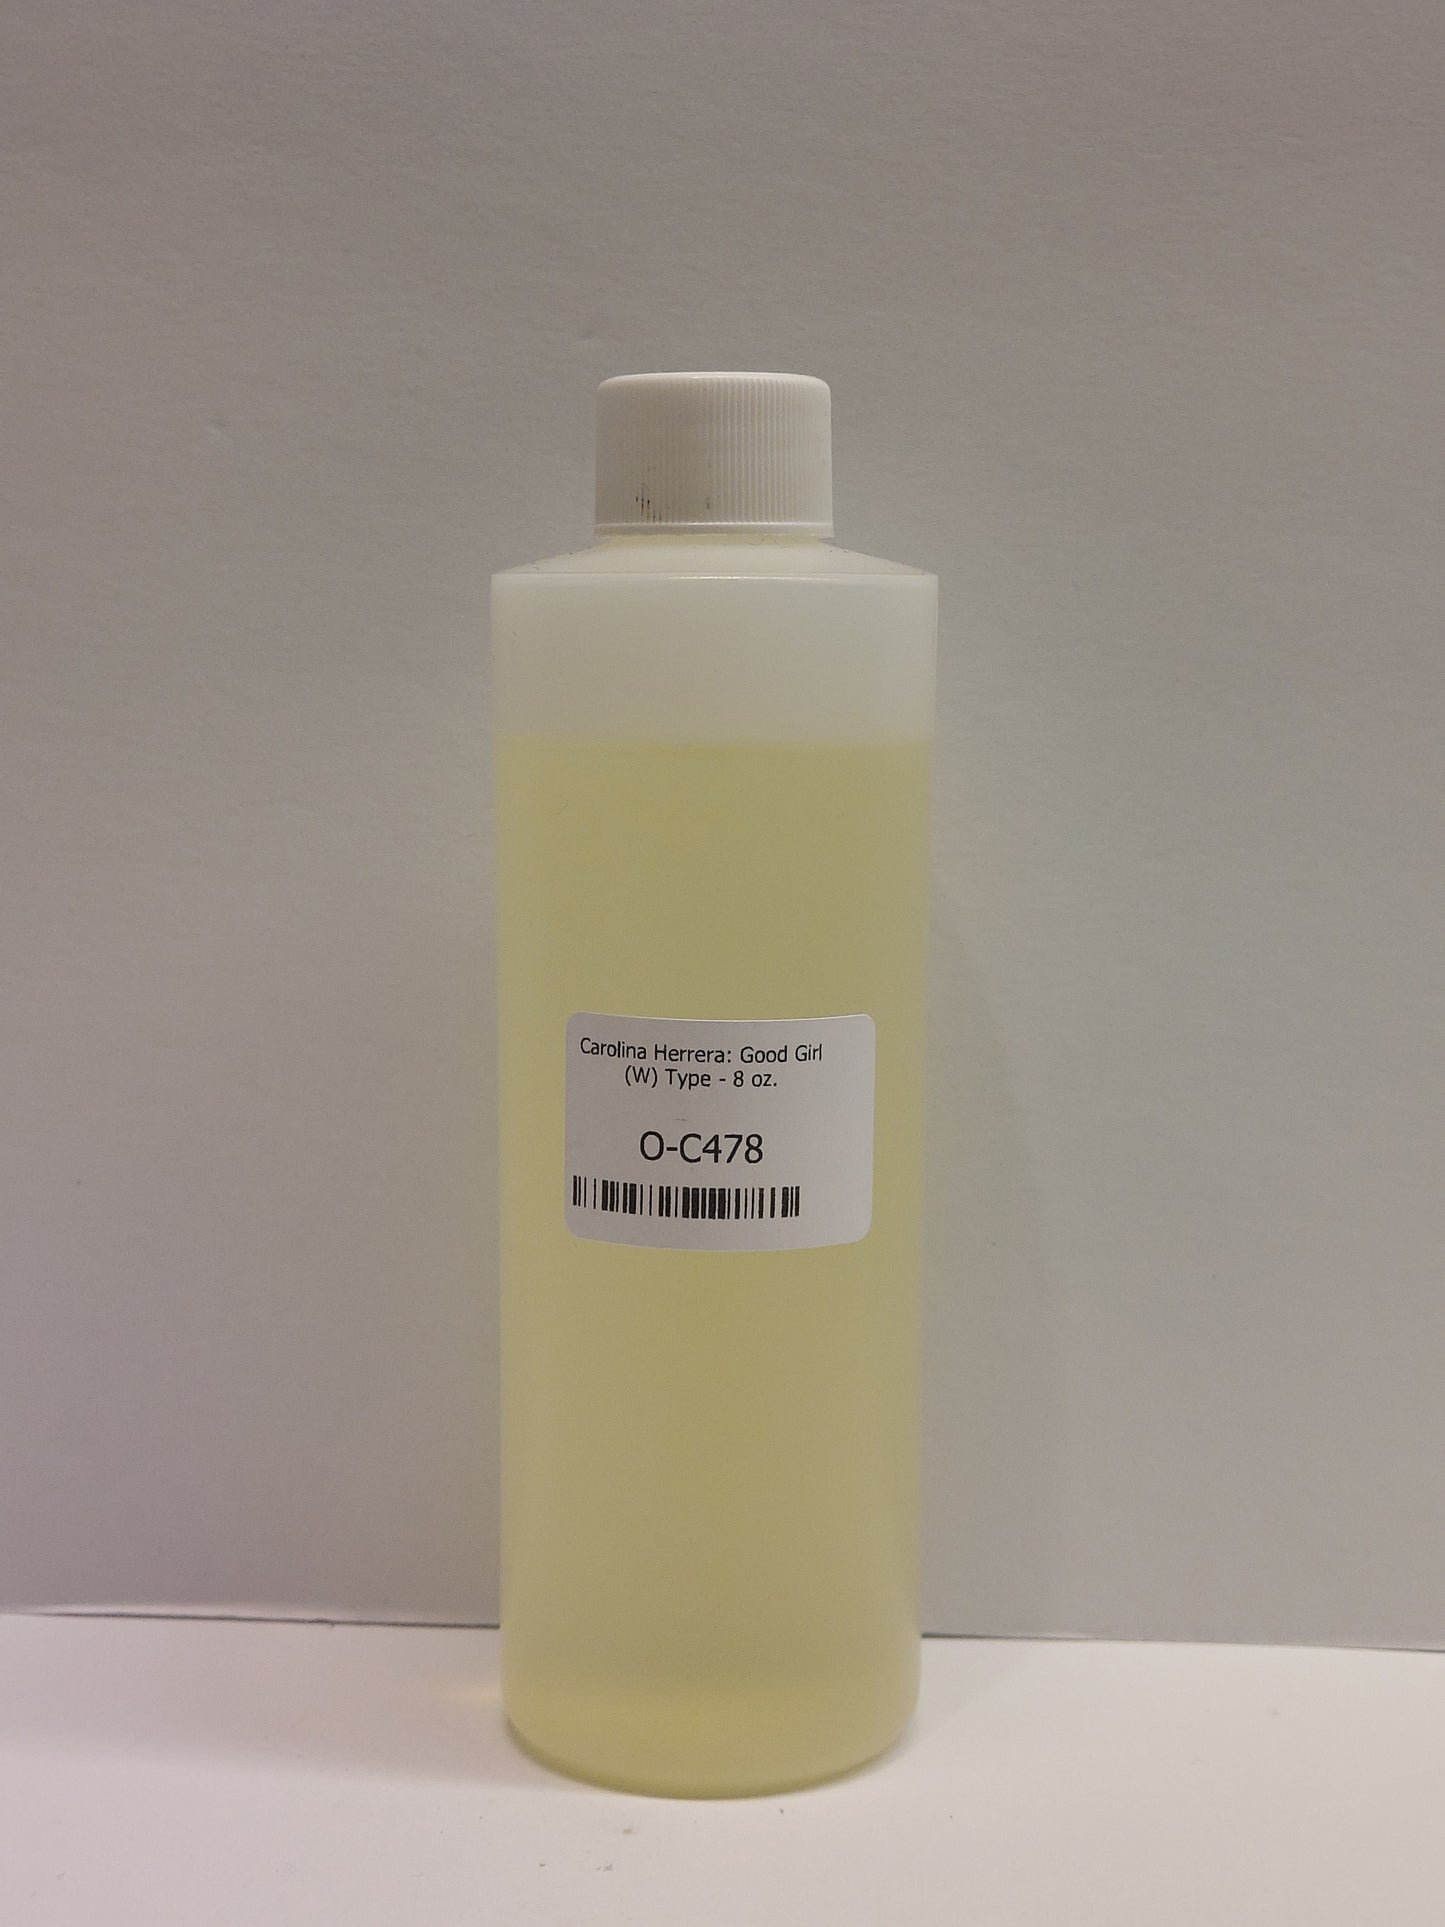 Carolina Herrera: Good Girl
(W) Type - 8 oz.
O-C478